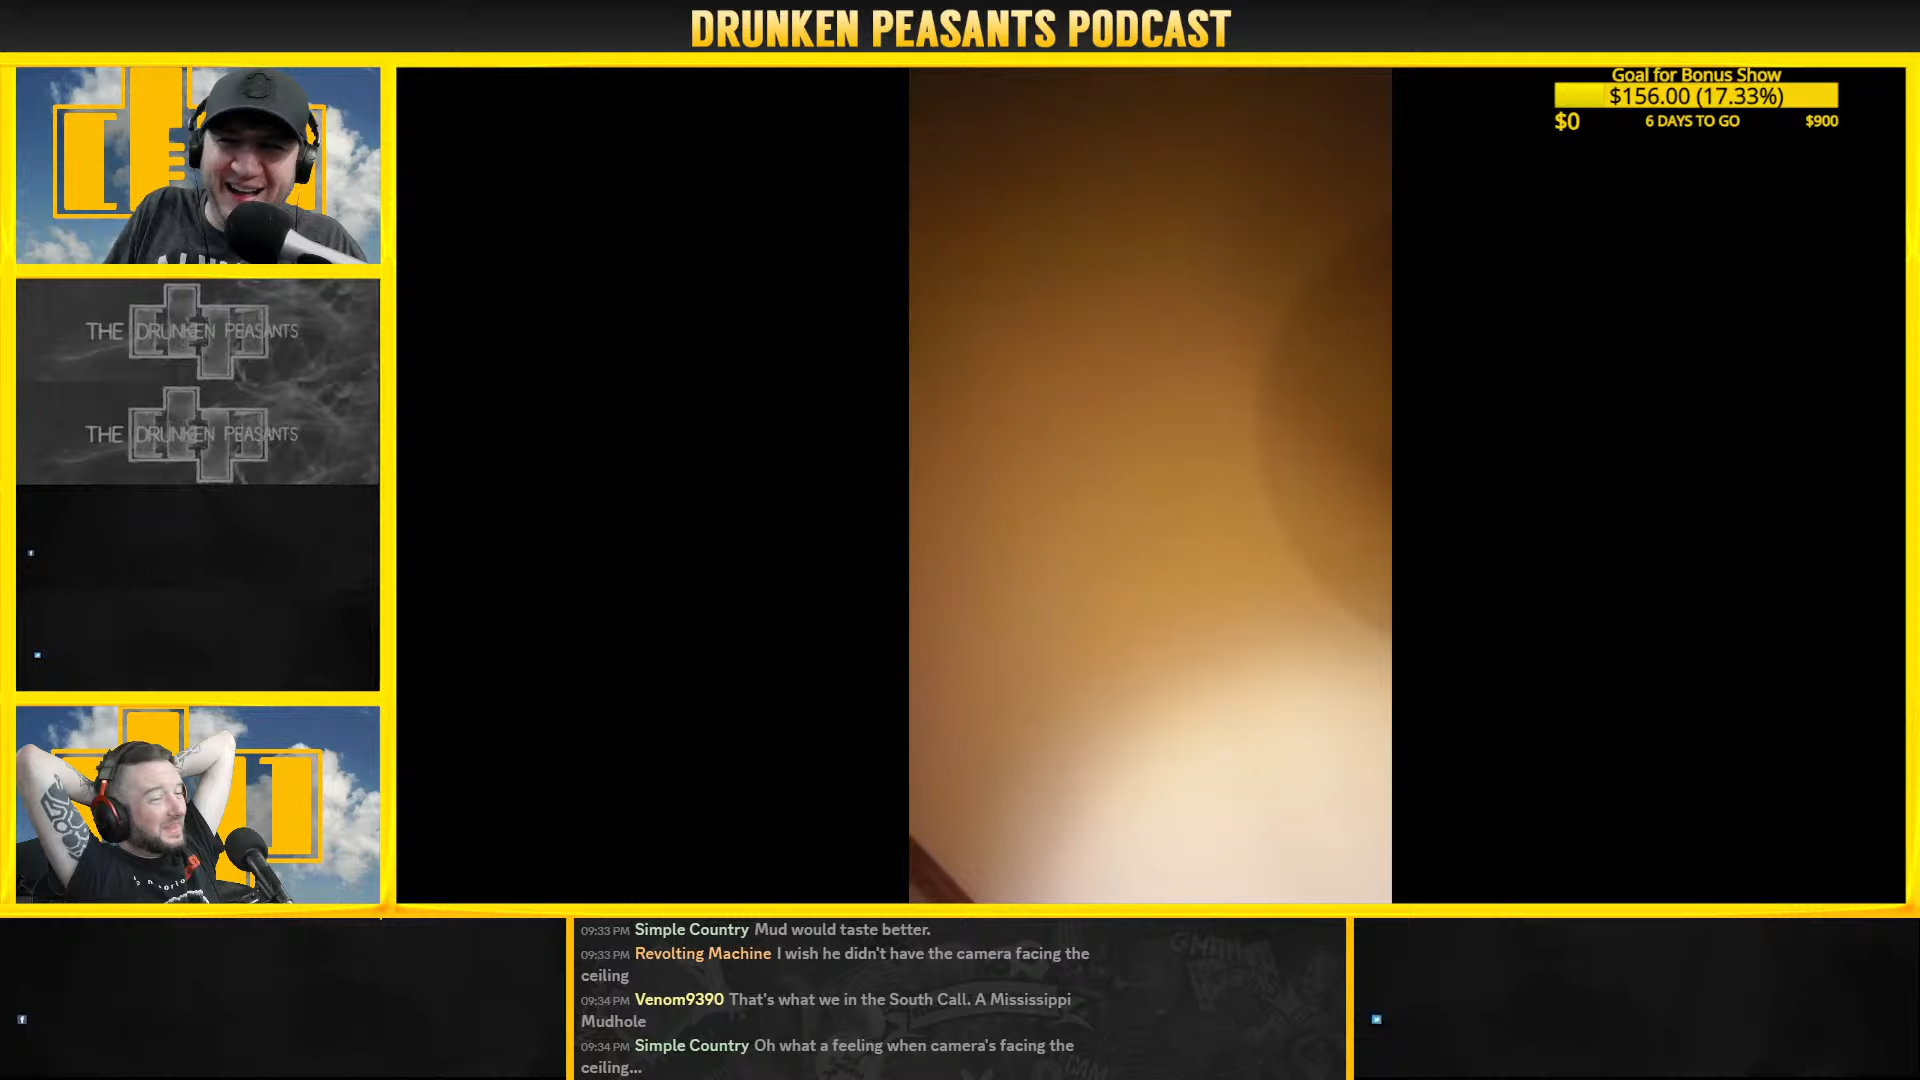 DRUNKEN PEASANTS PODCAST
Goal for Bonus Show
$156.00 (17.33%)
$0 6 DAYS TO GO $900
THE DRUNKEN PEASANTS
THE DRUNKEN PEASANTS
09:33 PM Simple Country Mud would taste better.
09:33 PM Revolting Machine I wish he didn't have the camera facing the
ceiling
09:34 PM Venom9390 That's what we in the South Call. A Mississippi
Mudhole
09:34 PM Simple Country Oh what a feeling when camera's facing the
ceiling...